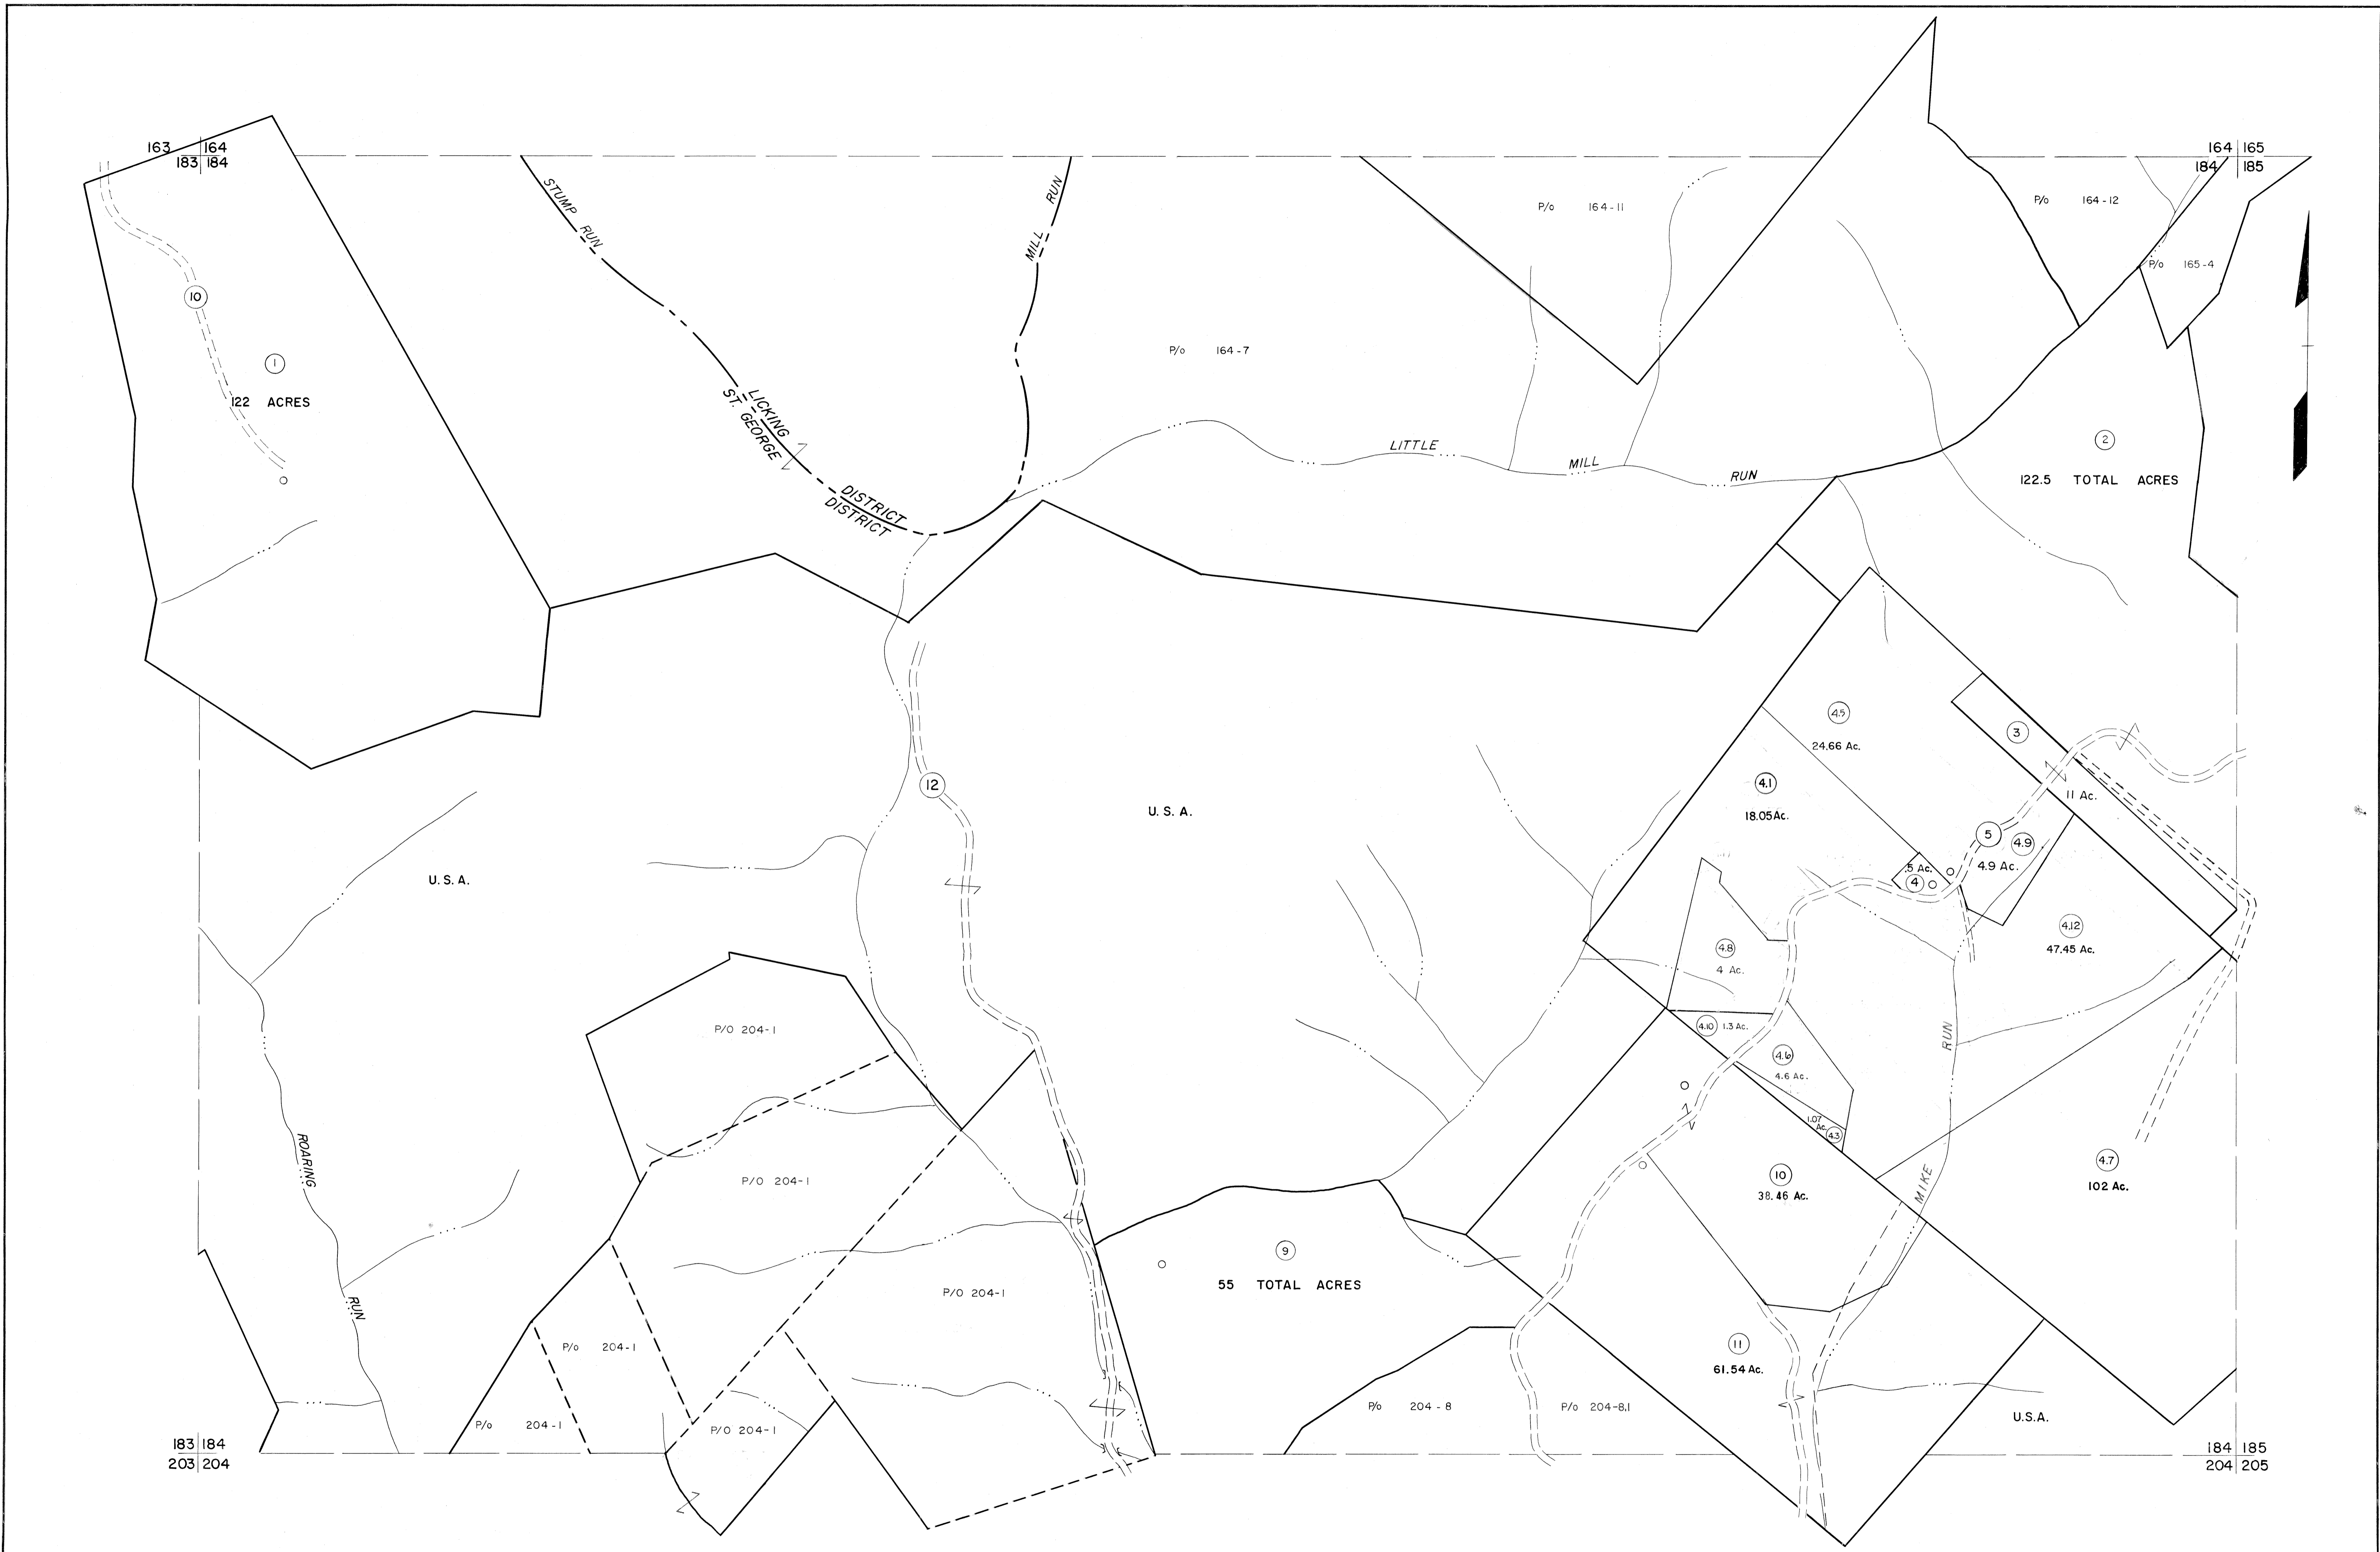 163 164
183 184
164 165
184 185
STUMP RUN
MILL RUN
P/o 164-11
P/o 164-12
P/o 165-4
10
1
122 ACRES
P/o 164-7
LICKING
ST. GEORGE
DISTRICT
DISTRICT
LITTLE MILL RUN
2
122.5 TOTAL ACRES
4.5
24.66 Ac.
3
11 Ac.
12
U.S.A.
4.1
18.05 Ac.
5
4.9
4.9 Ac.
.5 Ac.
4
U.S.A.
4.12
47.45 Ac.
4.8
4 Ac.
P/O 204-1
4.10 1.3 Ac.
4.6
4.6 Ac.
1.07
Ac.
4.3
MIKE RUN
ROARING RUN
P/O 204-1
10
38.46 Ac.
4.7
102 Ac.
9
55 TOTAL ACRES
P/O 204-1
P/o 204-1
11
61.54 Ac.
P/o 204-8
P/o 204-8.1
P/o 204-1
P/O 204-1
U.S.A.
183 184
203 204
184 185
204 205